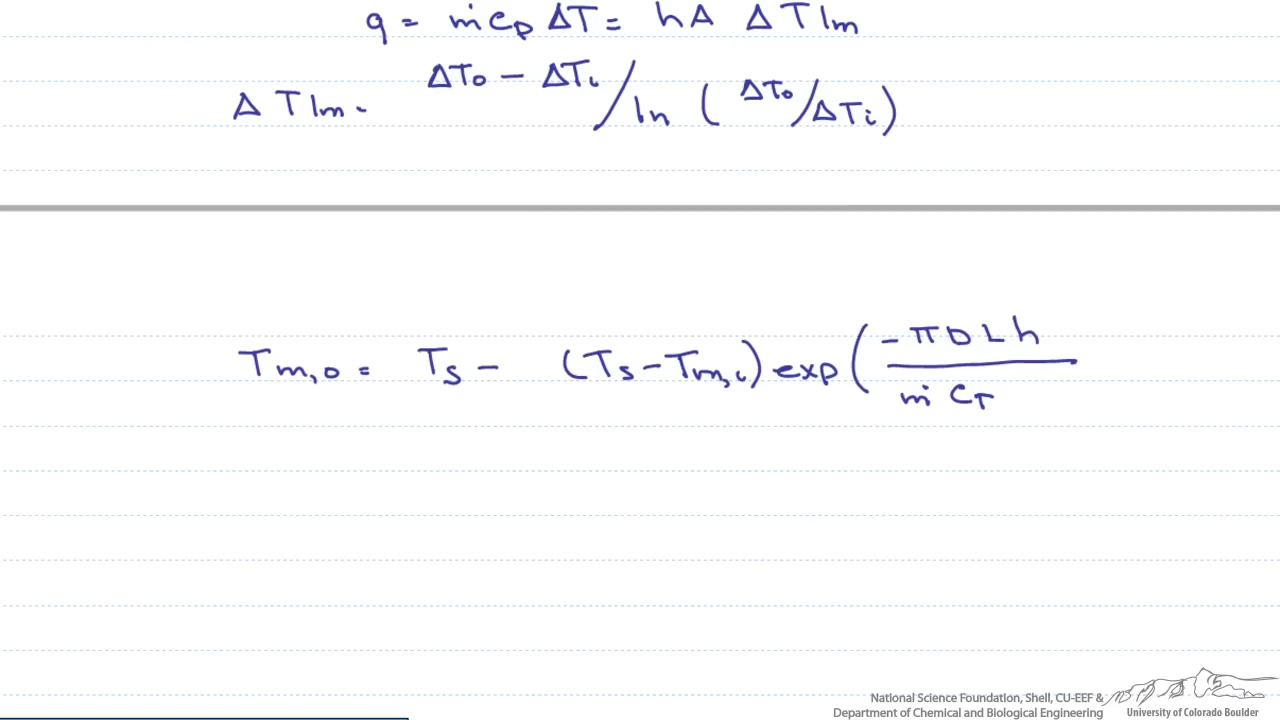 q = ṁ cp ΔT = hA ΔTlm
ΔTlm = ΔTo - ΔTi / ln ( ΔTo / ΔTi )
Tm,o = Ts - (Ts - Tm,i) exp ( -πDLh / ṁ cT
National Science Foundation, Shell, CU-EEF &
Department of Chemical and Biological Engineering
University of Colorado Boulder